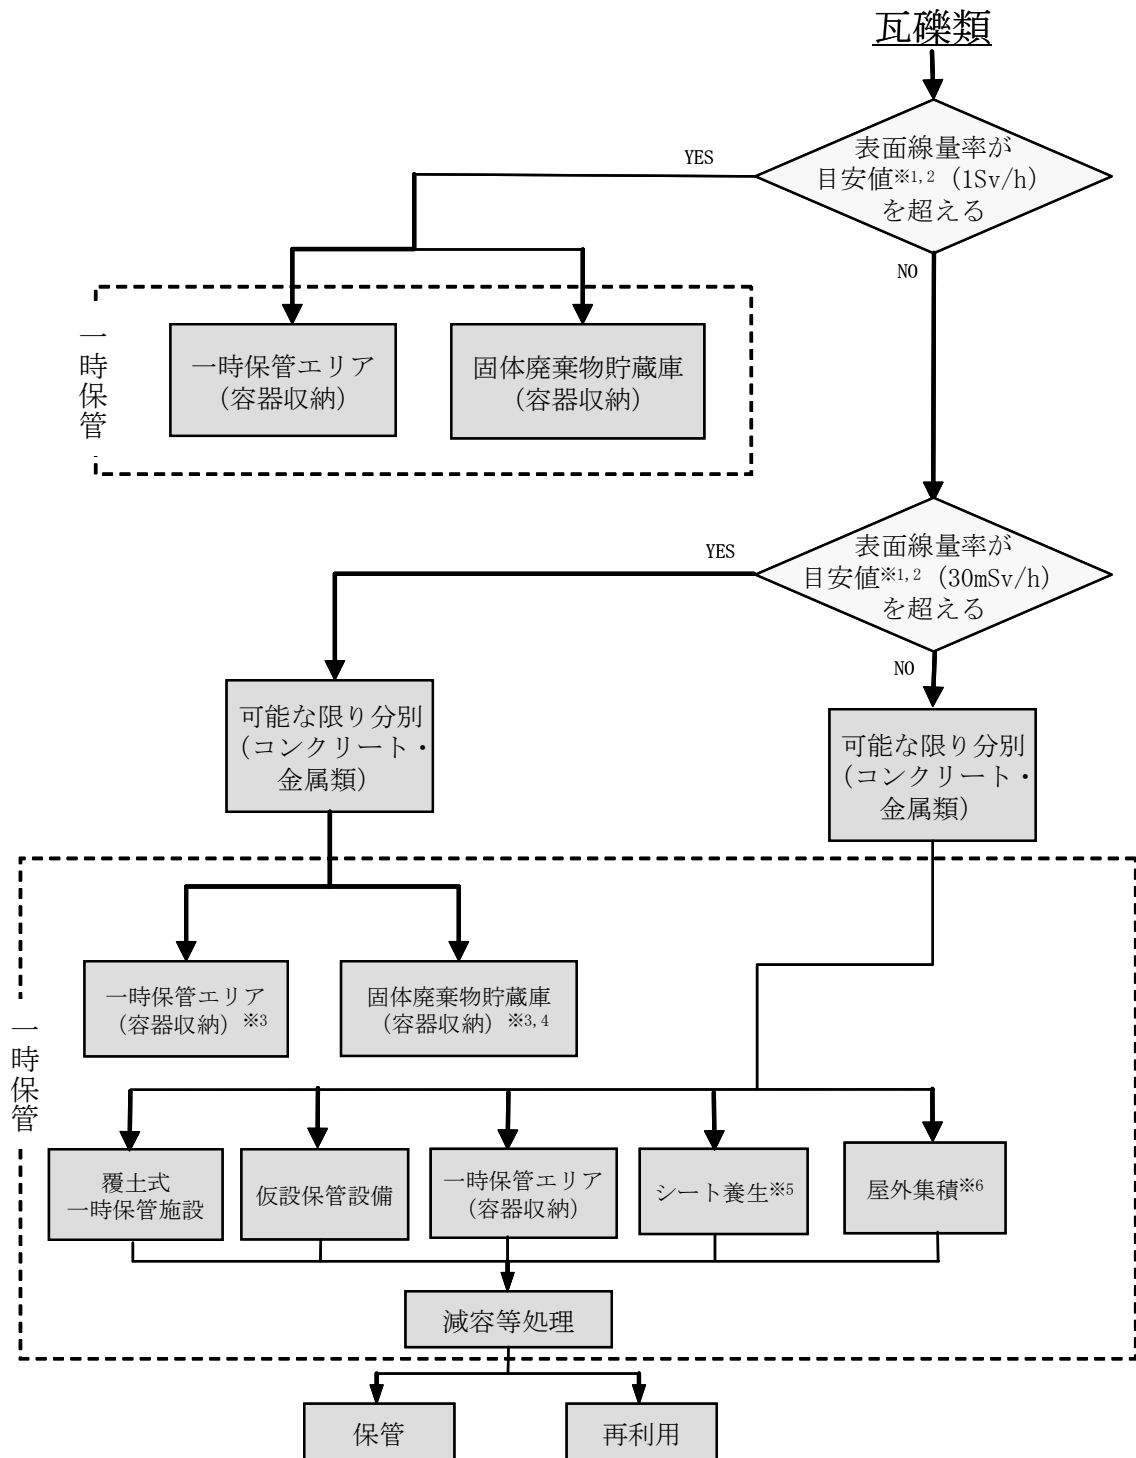 瓦礫類
表面線量率が
目安値※1,2（1Sv/h）
を超える
YES
NO
一時保管
一時保管エリア
（容器収納）
固体廃棄物貯蔵庫
（容器収納）
表面線量率が
目安値※1,2（30mSv/h）
を超える
YES
NO
可能な限り分別
（コンクリート・
金属類）
可能な限り分別
（コンクリート・
金属類）
一時保管
一時保管エリア
（容器収納）※3
固体廃棄物貯蔵庫
（容器収納）※3,4
覆土式
一時保管施設
仮設保管設備
一時保管エリア
（容器収納）
シート養生※5
屋外集積※6
減容等処理
保管
再利用